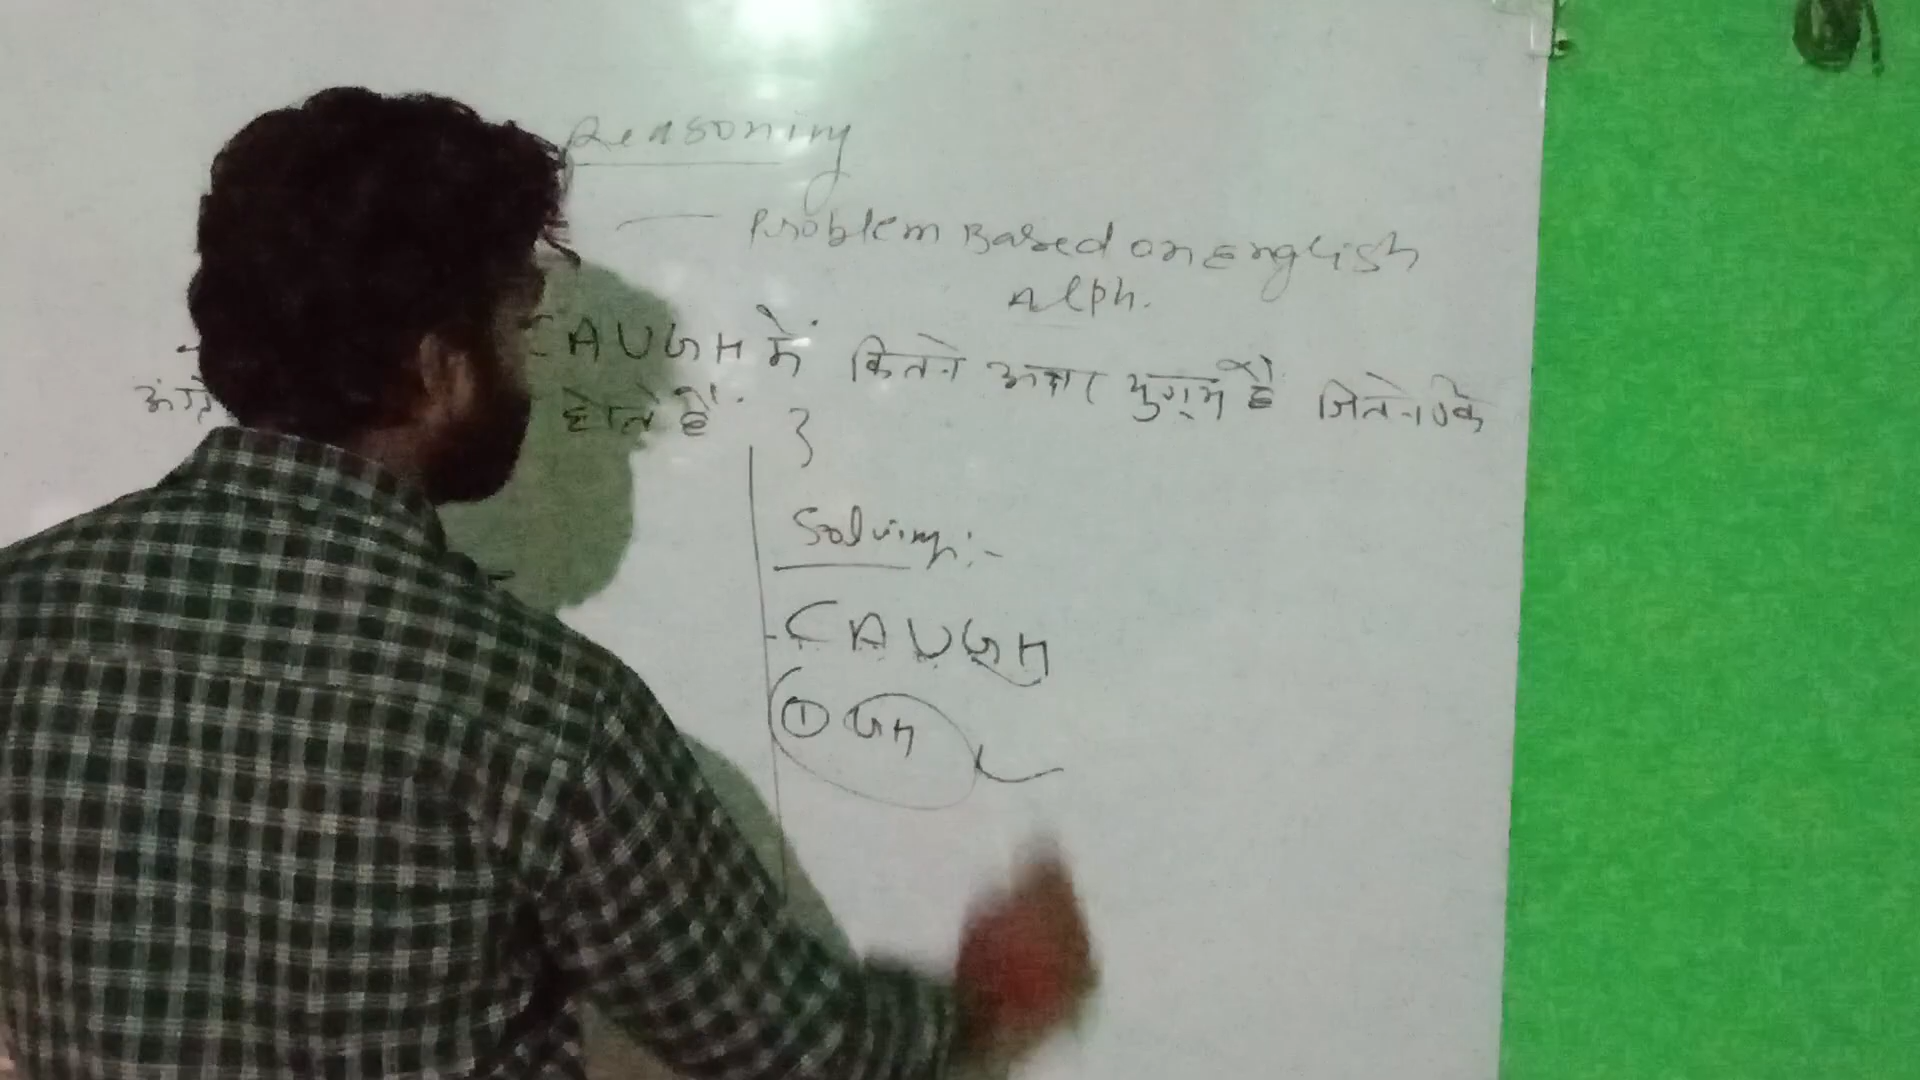 Reasoning
Problem Based on English
Alph.
CAUGH में कितने अक्षर युग्म है जितने कि
होते हैं. ?
Solving:-
CAUGH
① GH